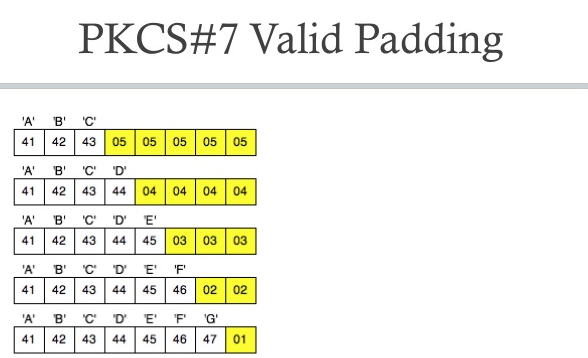 PKCS#7 Valid Padding
'A' 'B' 'C'
41 42 43 05 05 05 05 05
'A' 'B' 'C' 'D'
41 42 43 44 04 04 04 04
'A' 'B' 'C' 'D' 'E'
41 42 43 44 45 03 03 03
'A' 'B' 'C' 'D' 'E' 'F'
41 42 43 44 45 46 02 02
'A' 'B' 'C' 'D' 'E' 'F' 'G'
41 42 43 44 45 46 47 01